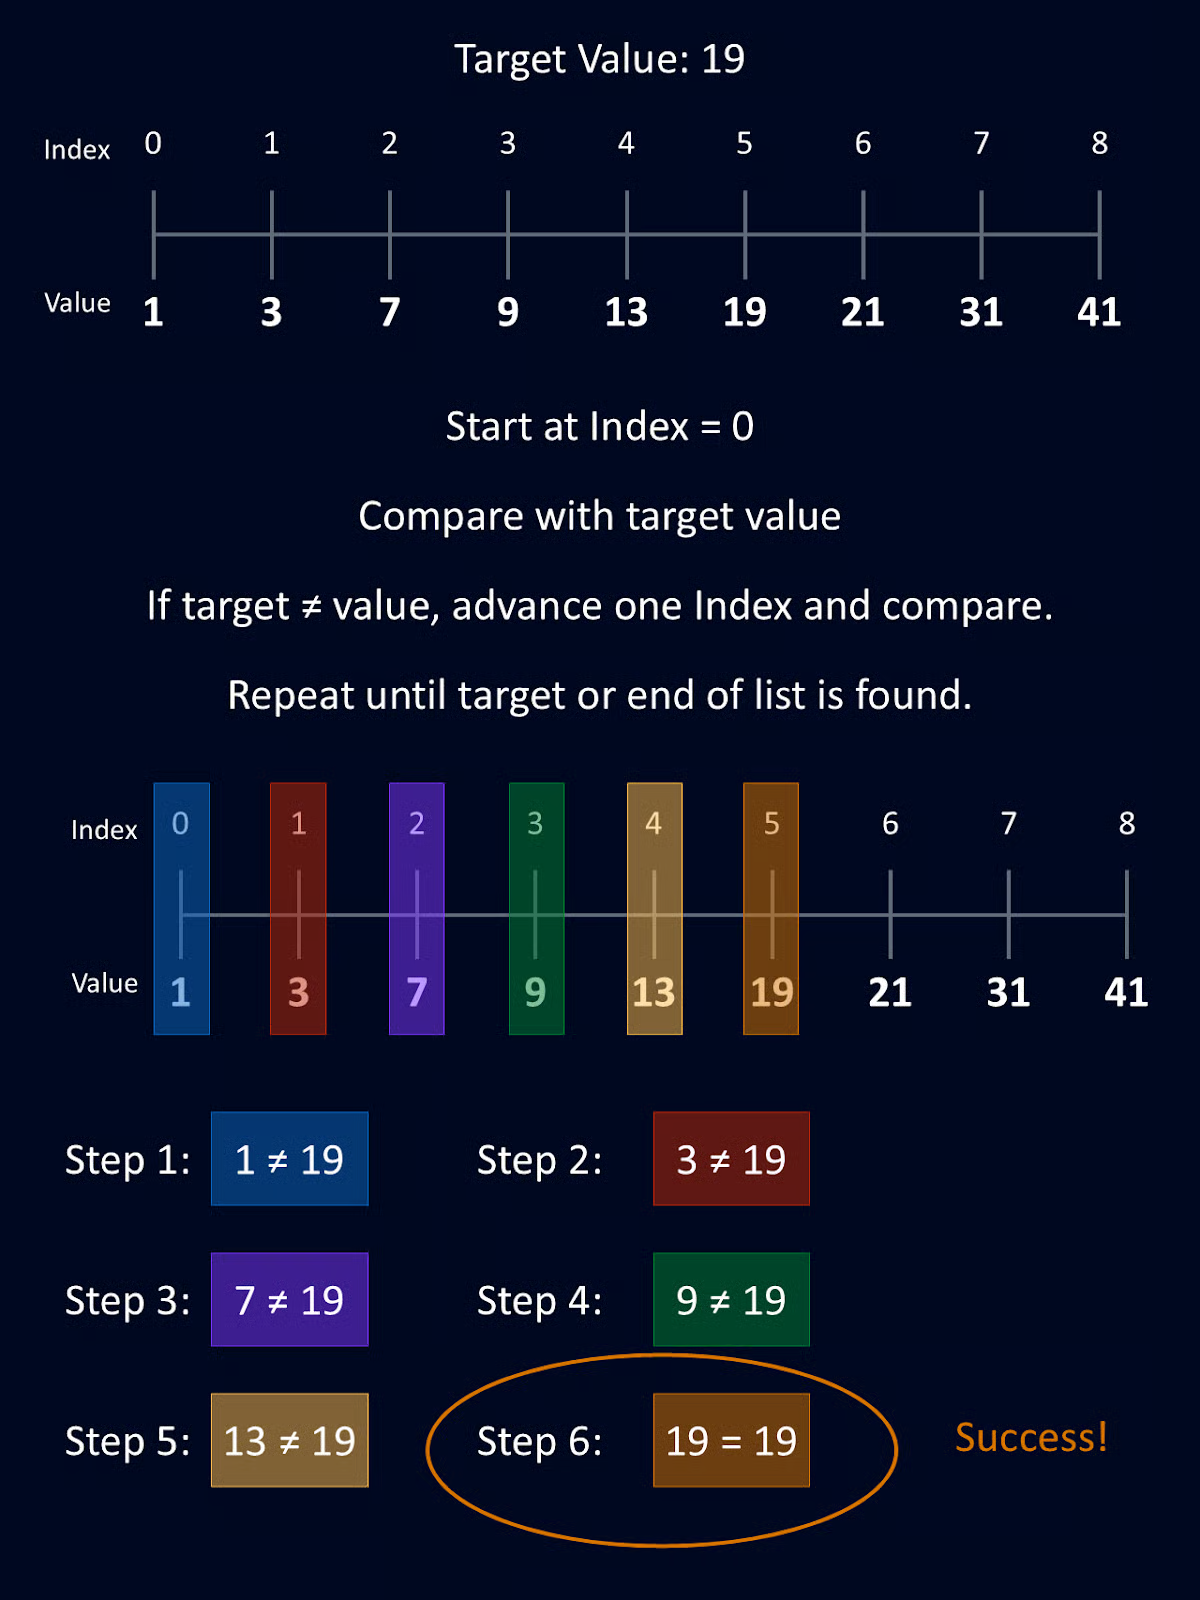 Target Value: 19
Index 0 1 2 3 4 5 6 7 8
Value 1 3 7 9 13 19 21 31 41
Start at Index = 0
Compare with target value
If target ≠ value, advance one Index and compare.
Repeat until target or end of list is found.
Index 0 1 2 3 4 5 6 7 8
Value 1 3 7 9 13 19 21 31 41
Step 1: 1 ≠ 19 Step 2: 3 ≠ 19
Step 3: 7 ≠ 19 Step 4: 9 ≠ 19
Step 5: 13 ≠ 19 Step 6: 19 = 19 Success!